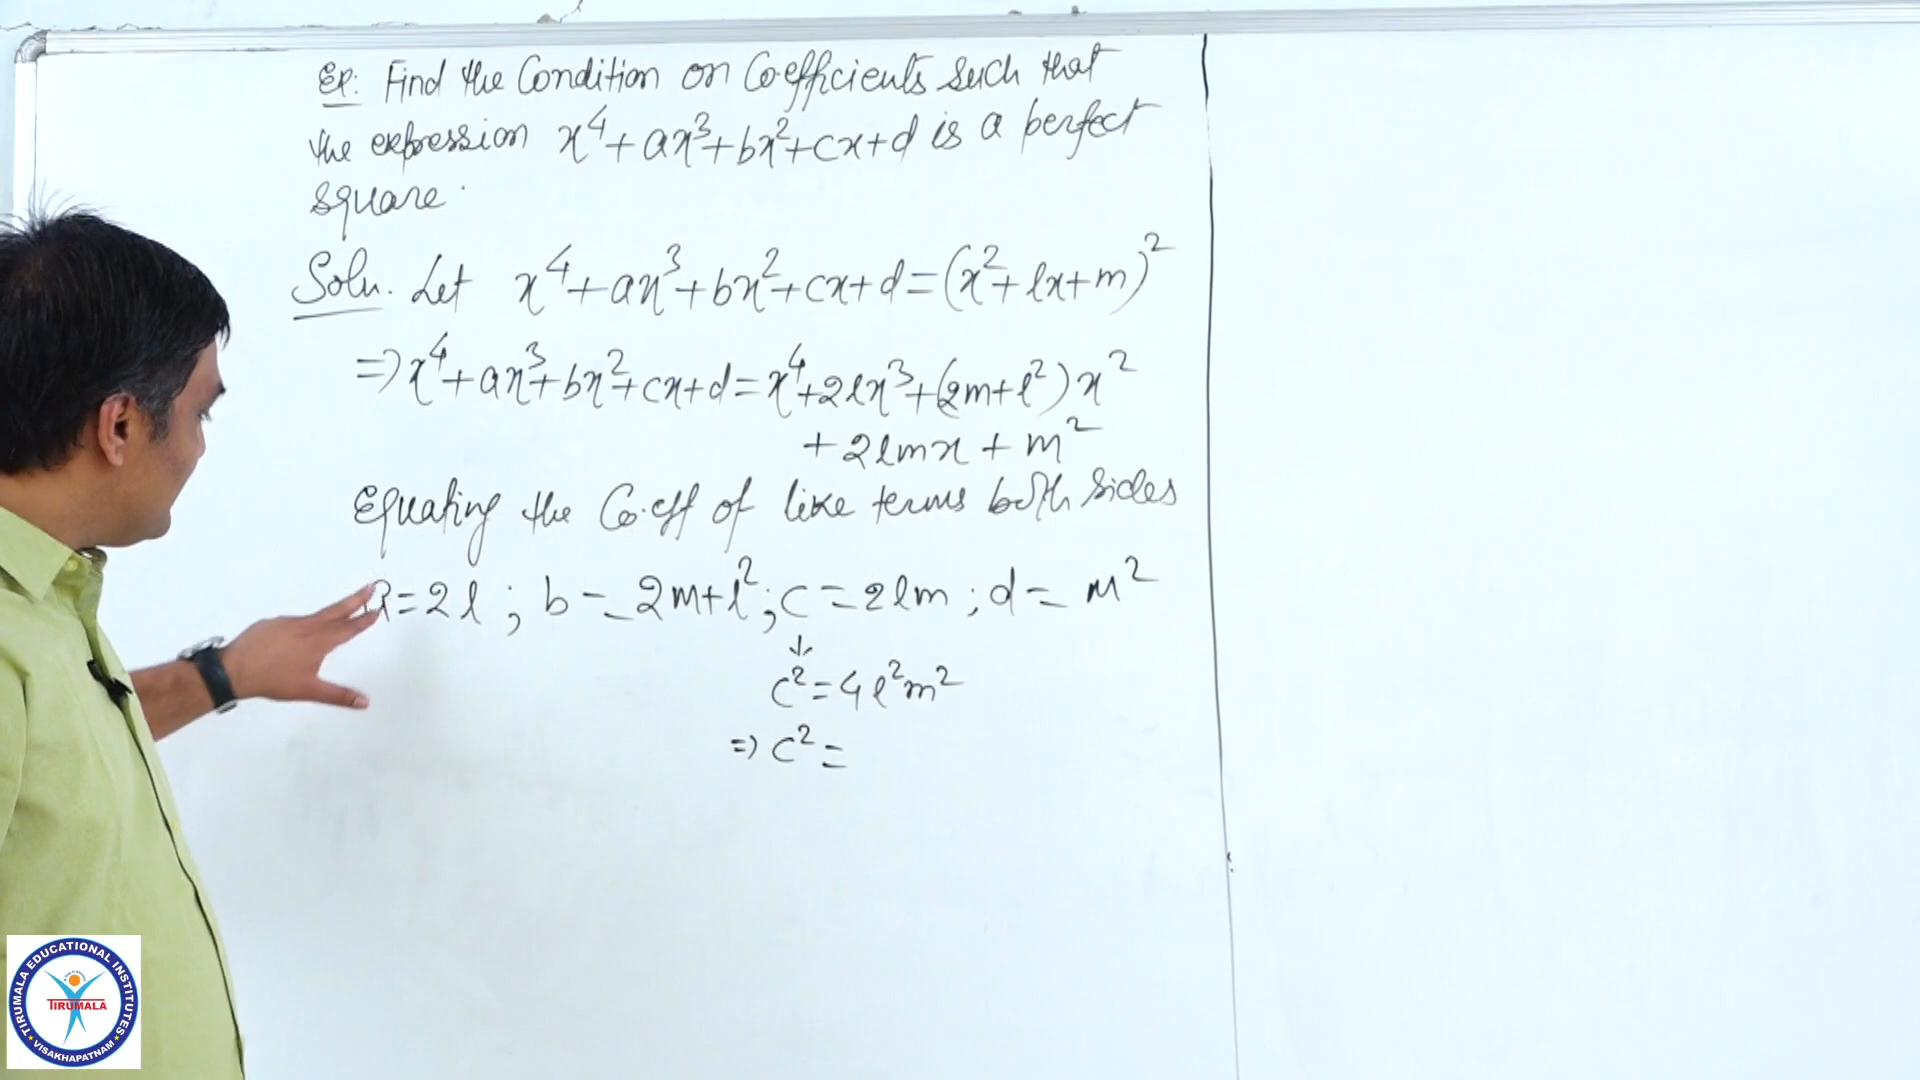 Ex: Find the Condition on Co.efficients such that
the expression x⁴+ax³+bx²+cx+d is a perfect
square.
Soln. Let x⁴+ax³+bx²+cx+d=(x²+lx+m)²
=> x⁴+ax³+bx²+cx+d=x⁴+2lx³+(2m+l²)x²
+2lmx+m²
Equating the Co.eff of like terms both sides
a=2l ; b=2m+l² ; c=2lm ; d=m²
↓
c²=4l²m²
=> c²=
TIRUMALA EDUCATIONAL INSTITUTES
TIRUMALA
VISAKHAPATNAM